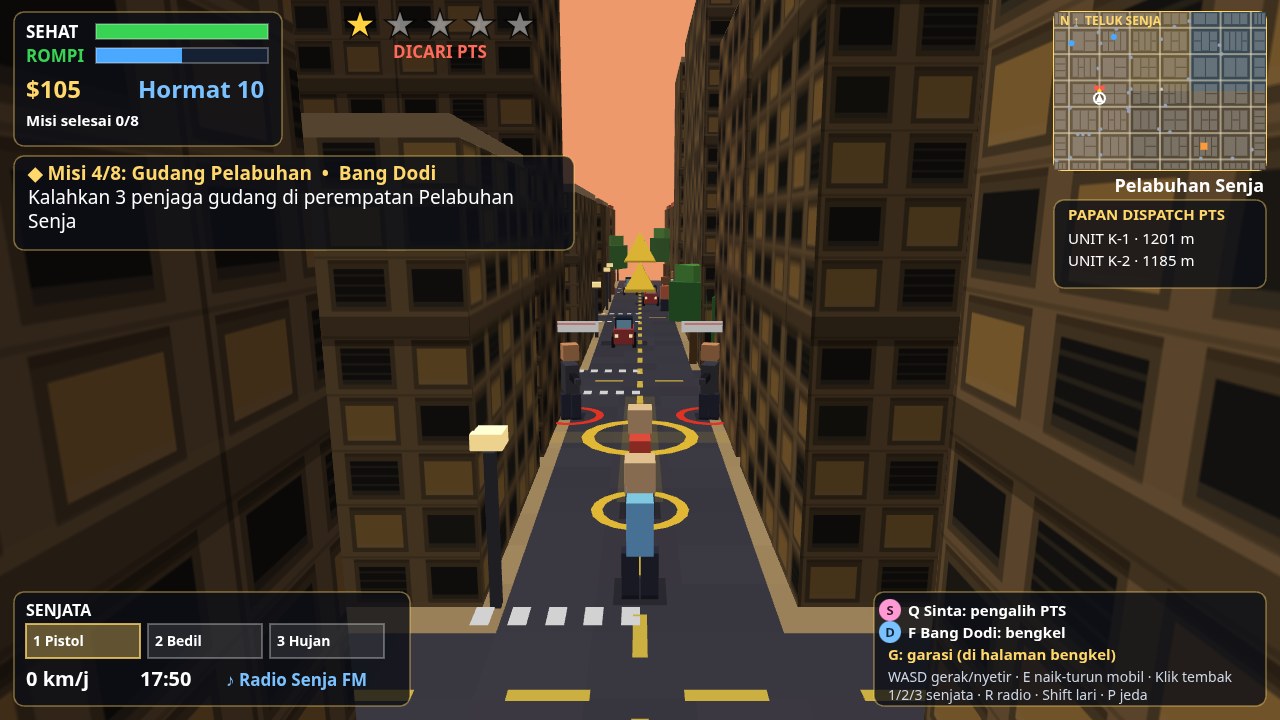 SEHAT
ROMPI
$105 Hormat 10
Misi selesai 0/8
DICARI PTS
N ↑ TELUK SENJA
Pelabuhan Senja
◆ Misi 4/8: Gudang Pelabuhan • Bang Dodi
Kalahkan 3 penjaga gudang di perempatan Pelabuhan
Senja
PAPAN DISPATCH PTS
UNIT K-1 · 1201 m
UNIT K-2 · 1185 m
SENJATA
1 Pistol 2 Bedil 3 Hujan
0 km/j 17:50 ♪ Radio Senja FM
S Q Sinta: pengalih PTS
D F Bang Dodi: bengkel
G: garasi (di halaman bengkel)
WASD gerak/nyetir · E naik-turun mobil · Klik tembak
1/2/3 senjata · R radio · Shift lari · P jeda